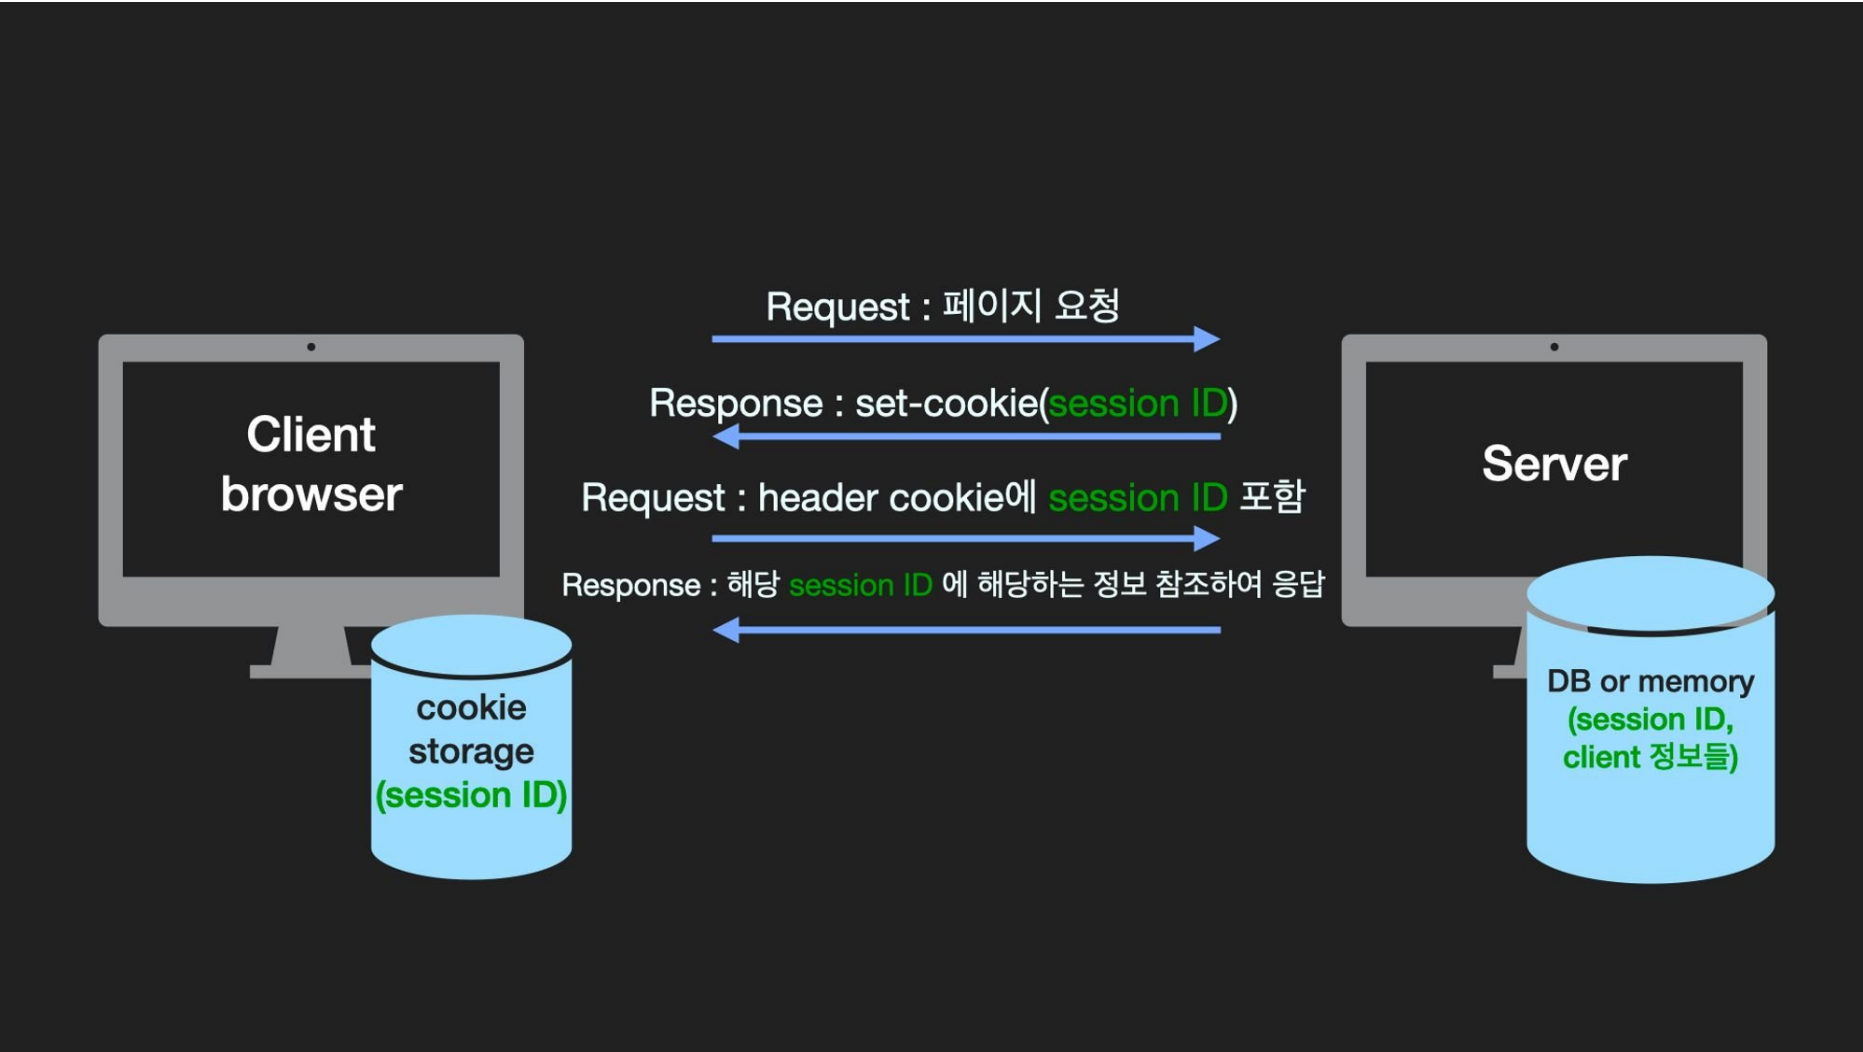 Request : 페이지 요청
Response : set-cookie(session ID)
Client
browser
Server
Request : header cookie에 session ID 포함
Response : 해당 session ID 에 해당하는 정보 참조하여 응답
cookie
storage
(session ID)
DB or memory
(session ID,
client 정보들)